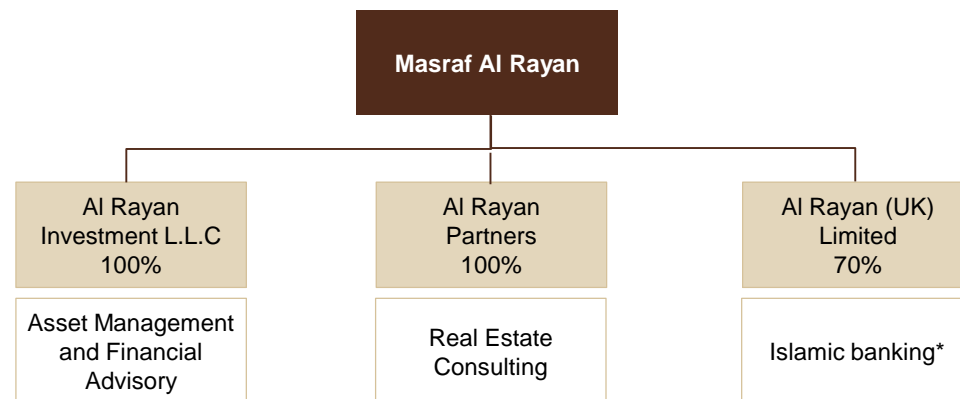 Masraf Al Rayan
Al Rayan
Investment L.L.C
100%
Al Rayan
Partners
100%
Al Rayan (UK)
Limited
70%
Asset Management
and Financial
Advisory
Real Estate
Consulting
Islamic banking*